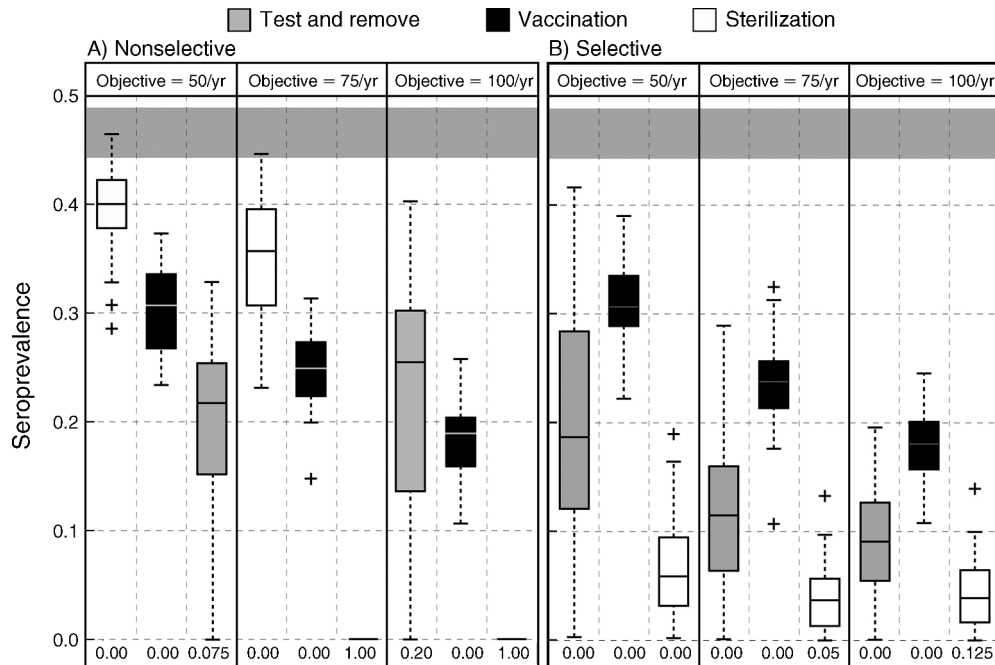 Test and remove Vaccination Sterilization
A) Nonselective B) Selective
Objective = 50/yr Objective = 75/yr Objective = 100/yr Objective = 50/yr Objective = 75/yr Objective = 100/yr
0.5
0.4
0.3
0.2
0.1
0.0
Seroprevalence
0.00 0.00 0.075 0.00 0.00 1.00 0.20 0.00 1.00 0.00 0.00 0.00 0.00 0.00 0.05 0.00 0.00 0.125